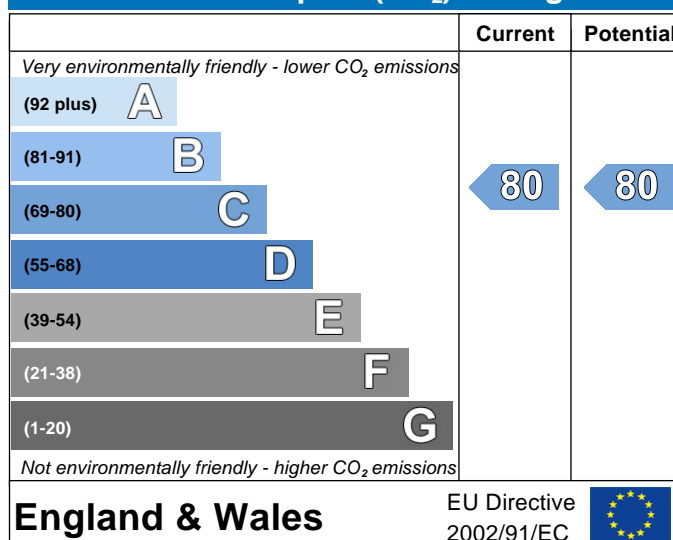 Current Potential
Very environmentally friendly - lower CO₂ emissions
(92 plus) A
(81-91) B
80 80
(69-80) C
(55-68) D
(39-54) E
(21-38) F
(1-20) G
Not environmentally friendly - higher CO₂ emissions
England & Wales
EU Directive
2002/91/EC